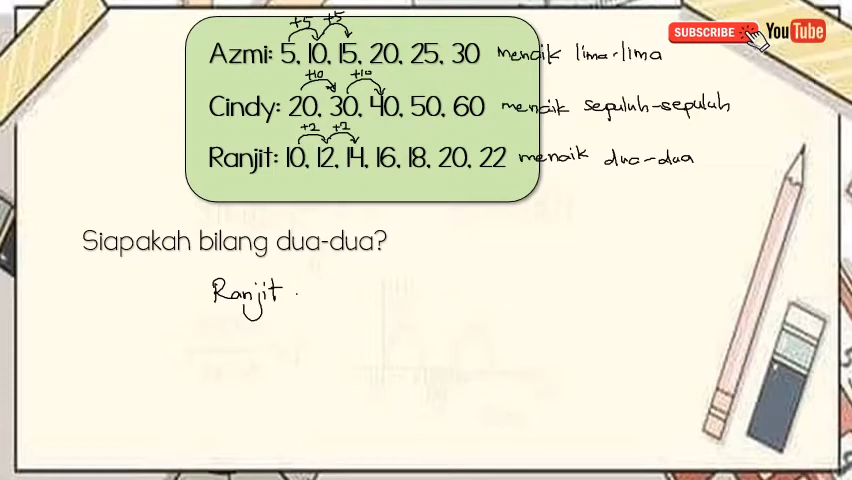 SUBSCRIBE YouTube
+5 +5
Azmi: 5, 10, 15, 20, 25, 30 menaik lima-lima
+10 +10
Cindy: 20, 30, 40, 50, 60 menaik sepuluh-sepuluh
+2 +2
Ranjit: 10, 12, 14, 16, 18, 20, 22 menaik dua-dua
Siapakah bilang dua-dua?
Ranjit.